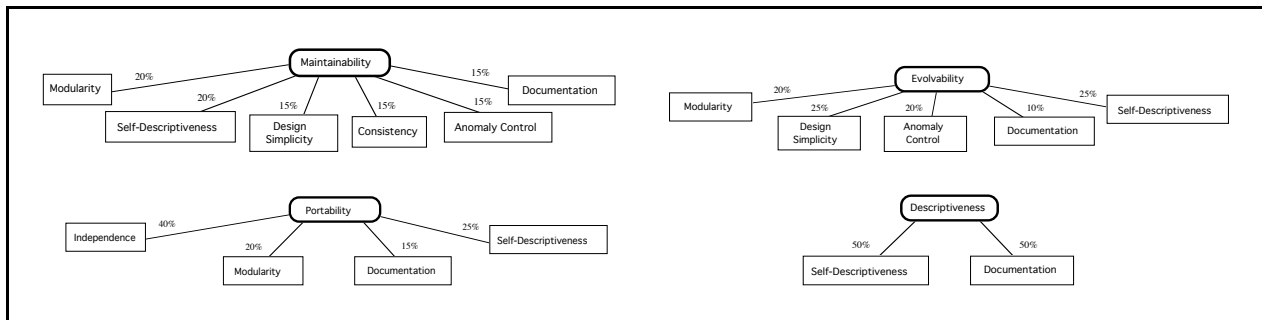 Maintainability
20%
Modularity
20%
Self-Descriptiveness
15%
Design
Simplicity
15%
Consistency
15%
Anomaly Control
15%
Documentation
Evolvability
20%
Modularity
25%
Design
Simplicity
20%
Anomaly
Control
10%
Documentation
25%
Self-Descriptiveness
Portability
40%
Independence
20%
Modularity
15%
Documentation
25%
Self-Descriptiveness
Descriptiveness
50%
Self-Descriptiveness
50%
Documentation